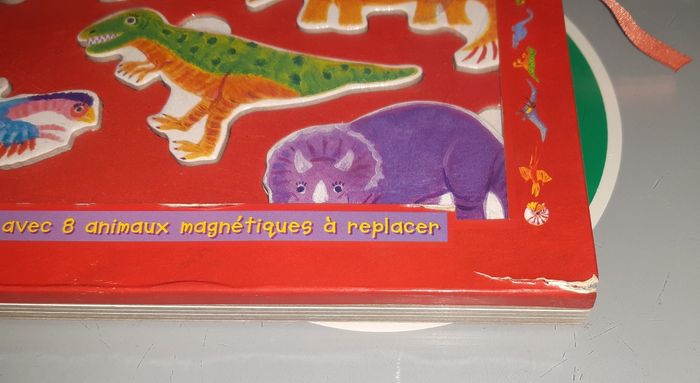 avec 8 animaux magnétiques à replacer